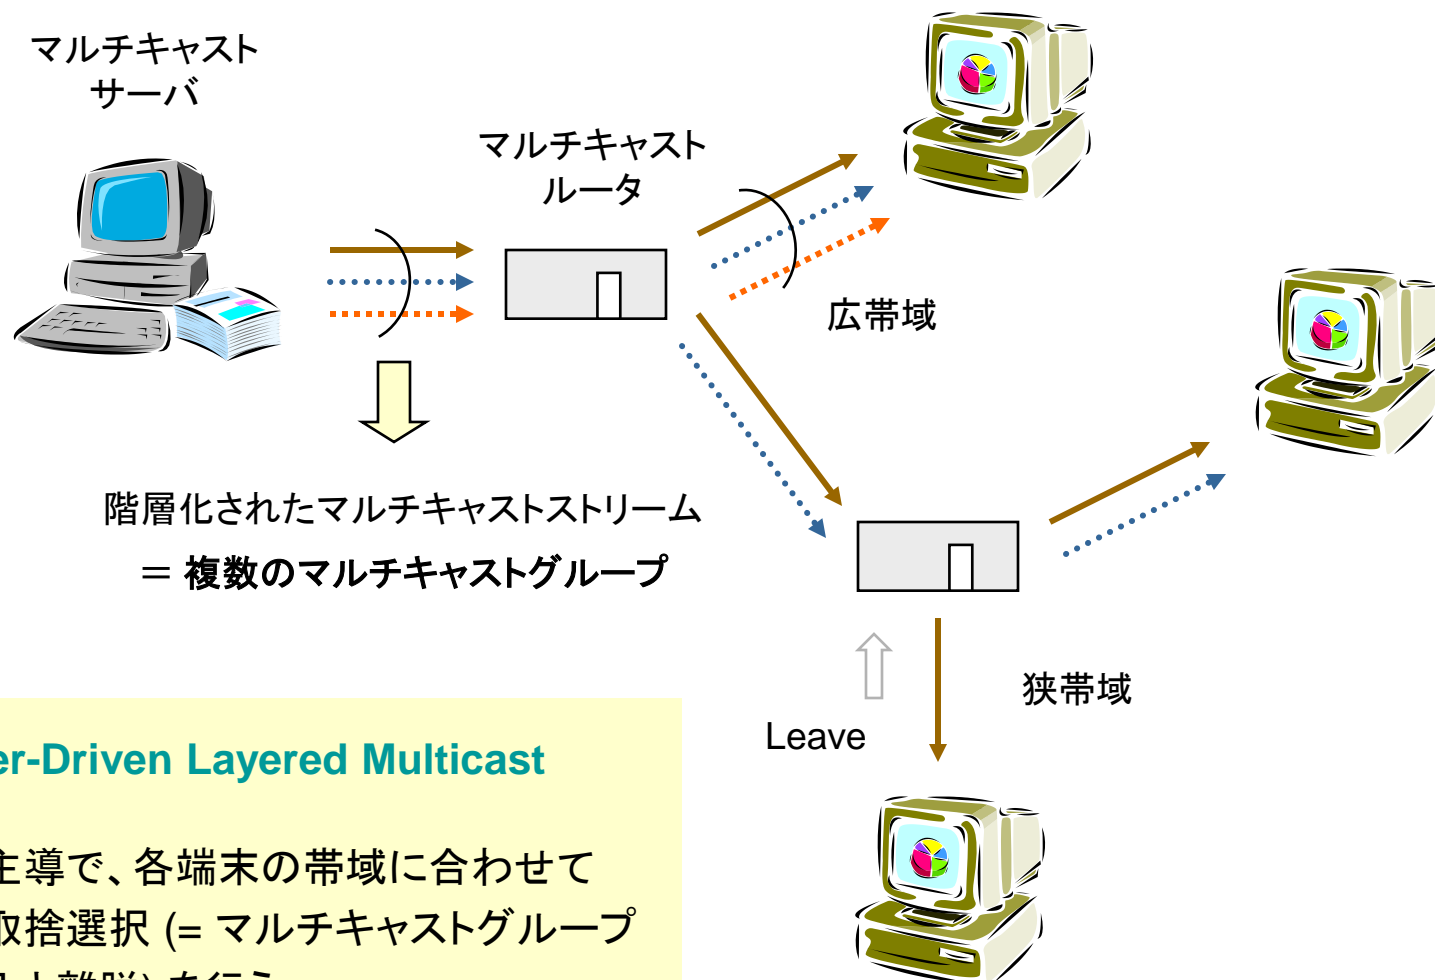 マルチキャスト
サーバ
マルチキャスト
ルータ
広帯域
階層化されたマルチキャストストリーム
＝ 複数のマルチキャストグループ
狭帯域
Leave
er-Driven Layered Multicast
主導で、各端末の帯域に合わせて
取捨選択 (= マルチキャストグループ